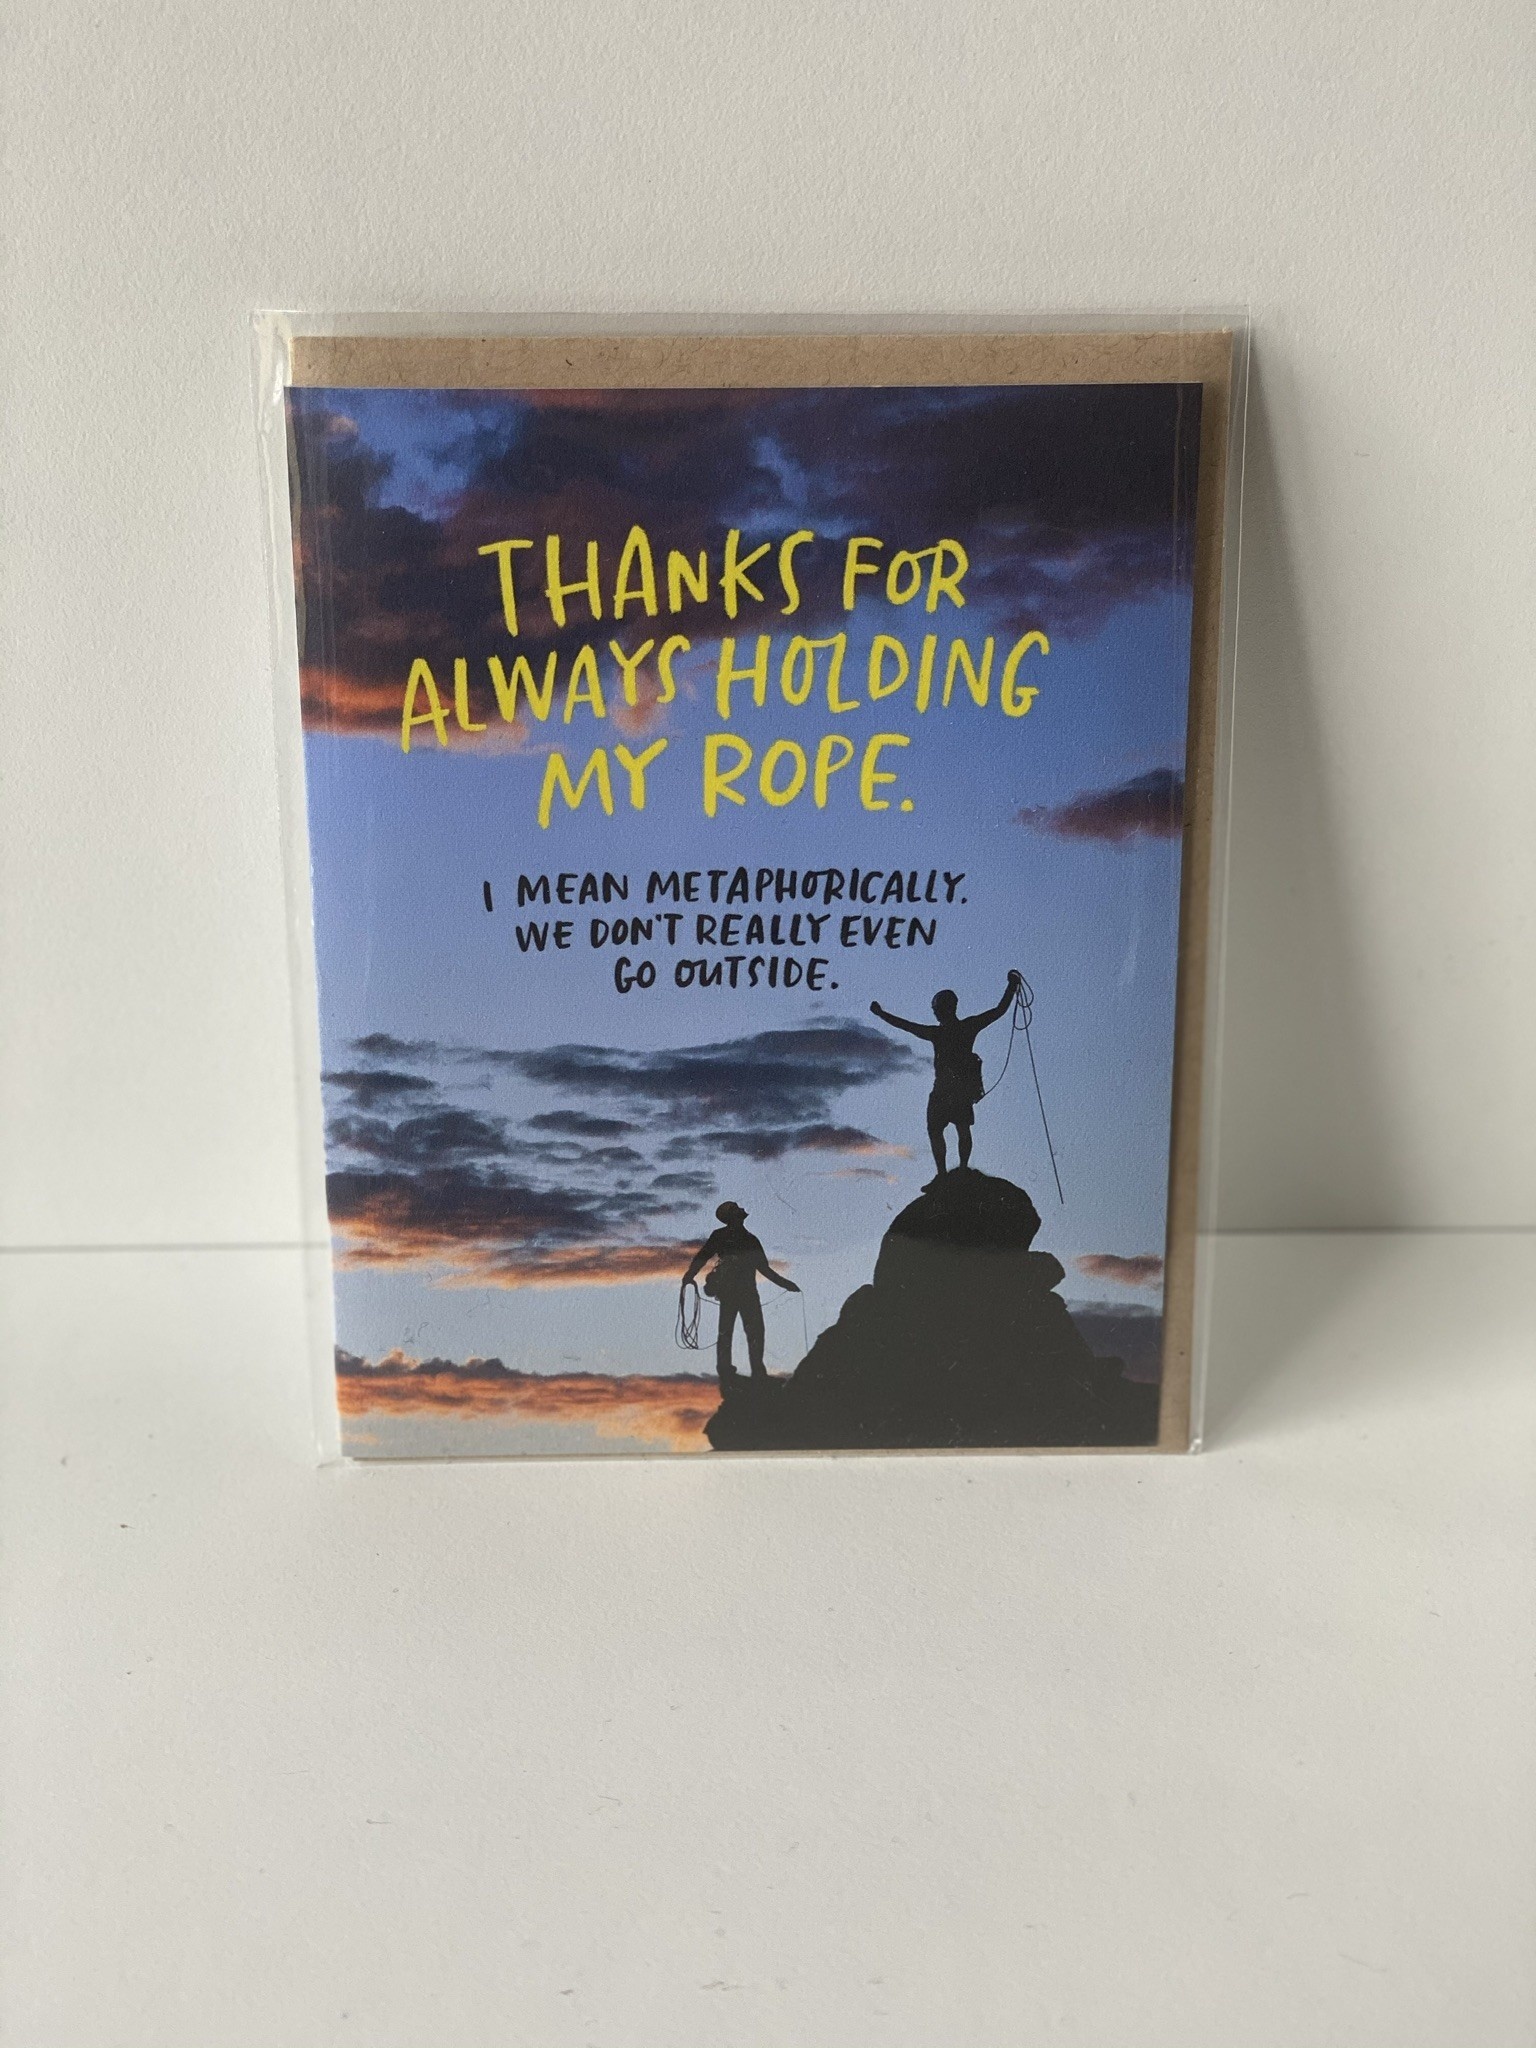 THANKS FOR
ALWAYS HOLDING
MY ROPE.
I MEAN METAPHORICALLY.
WE DON'T REALLY EVEN
GO OUTSIDE.